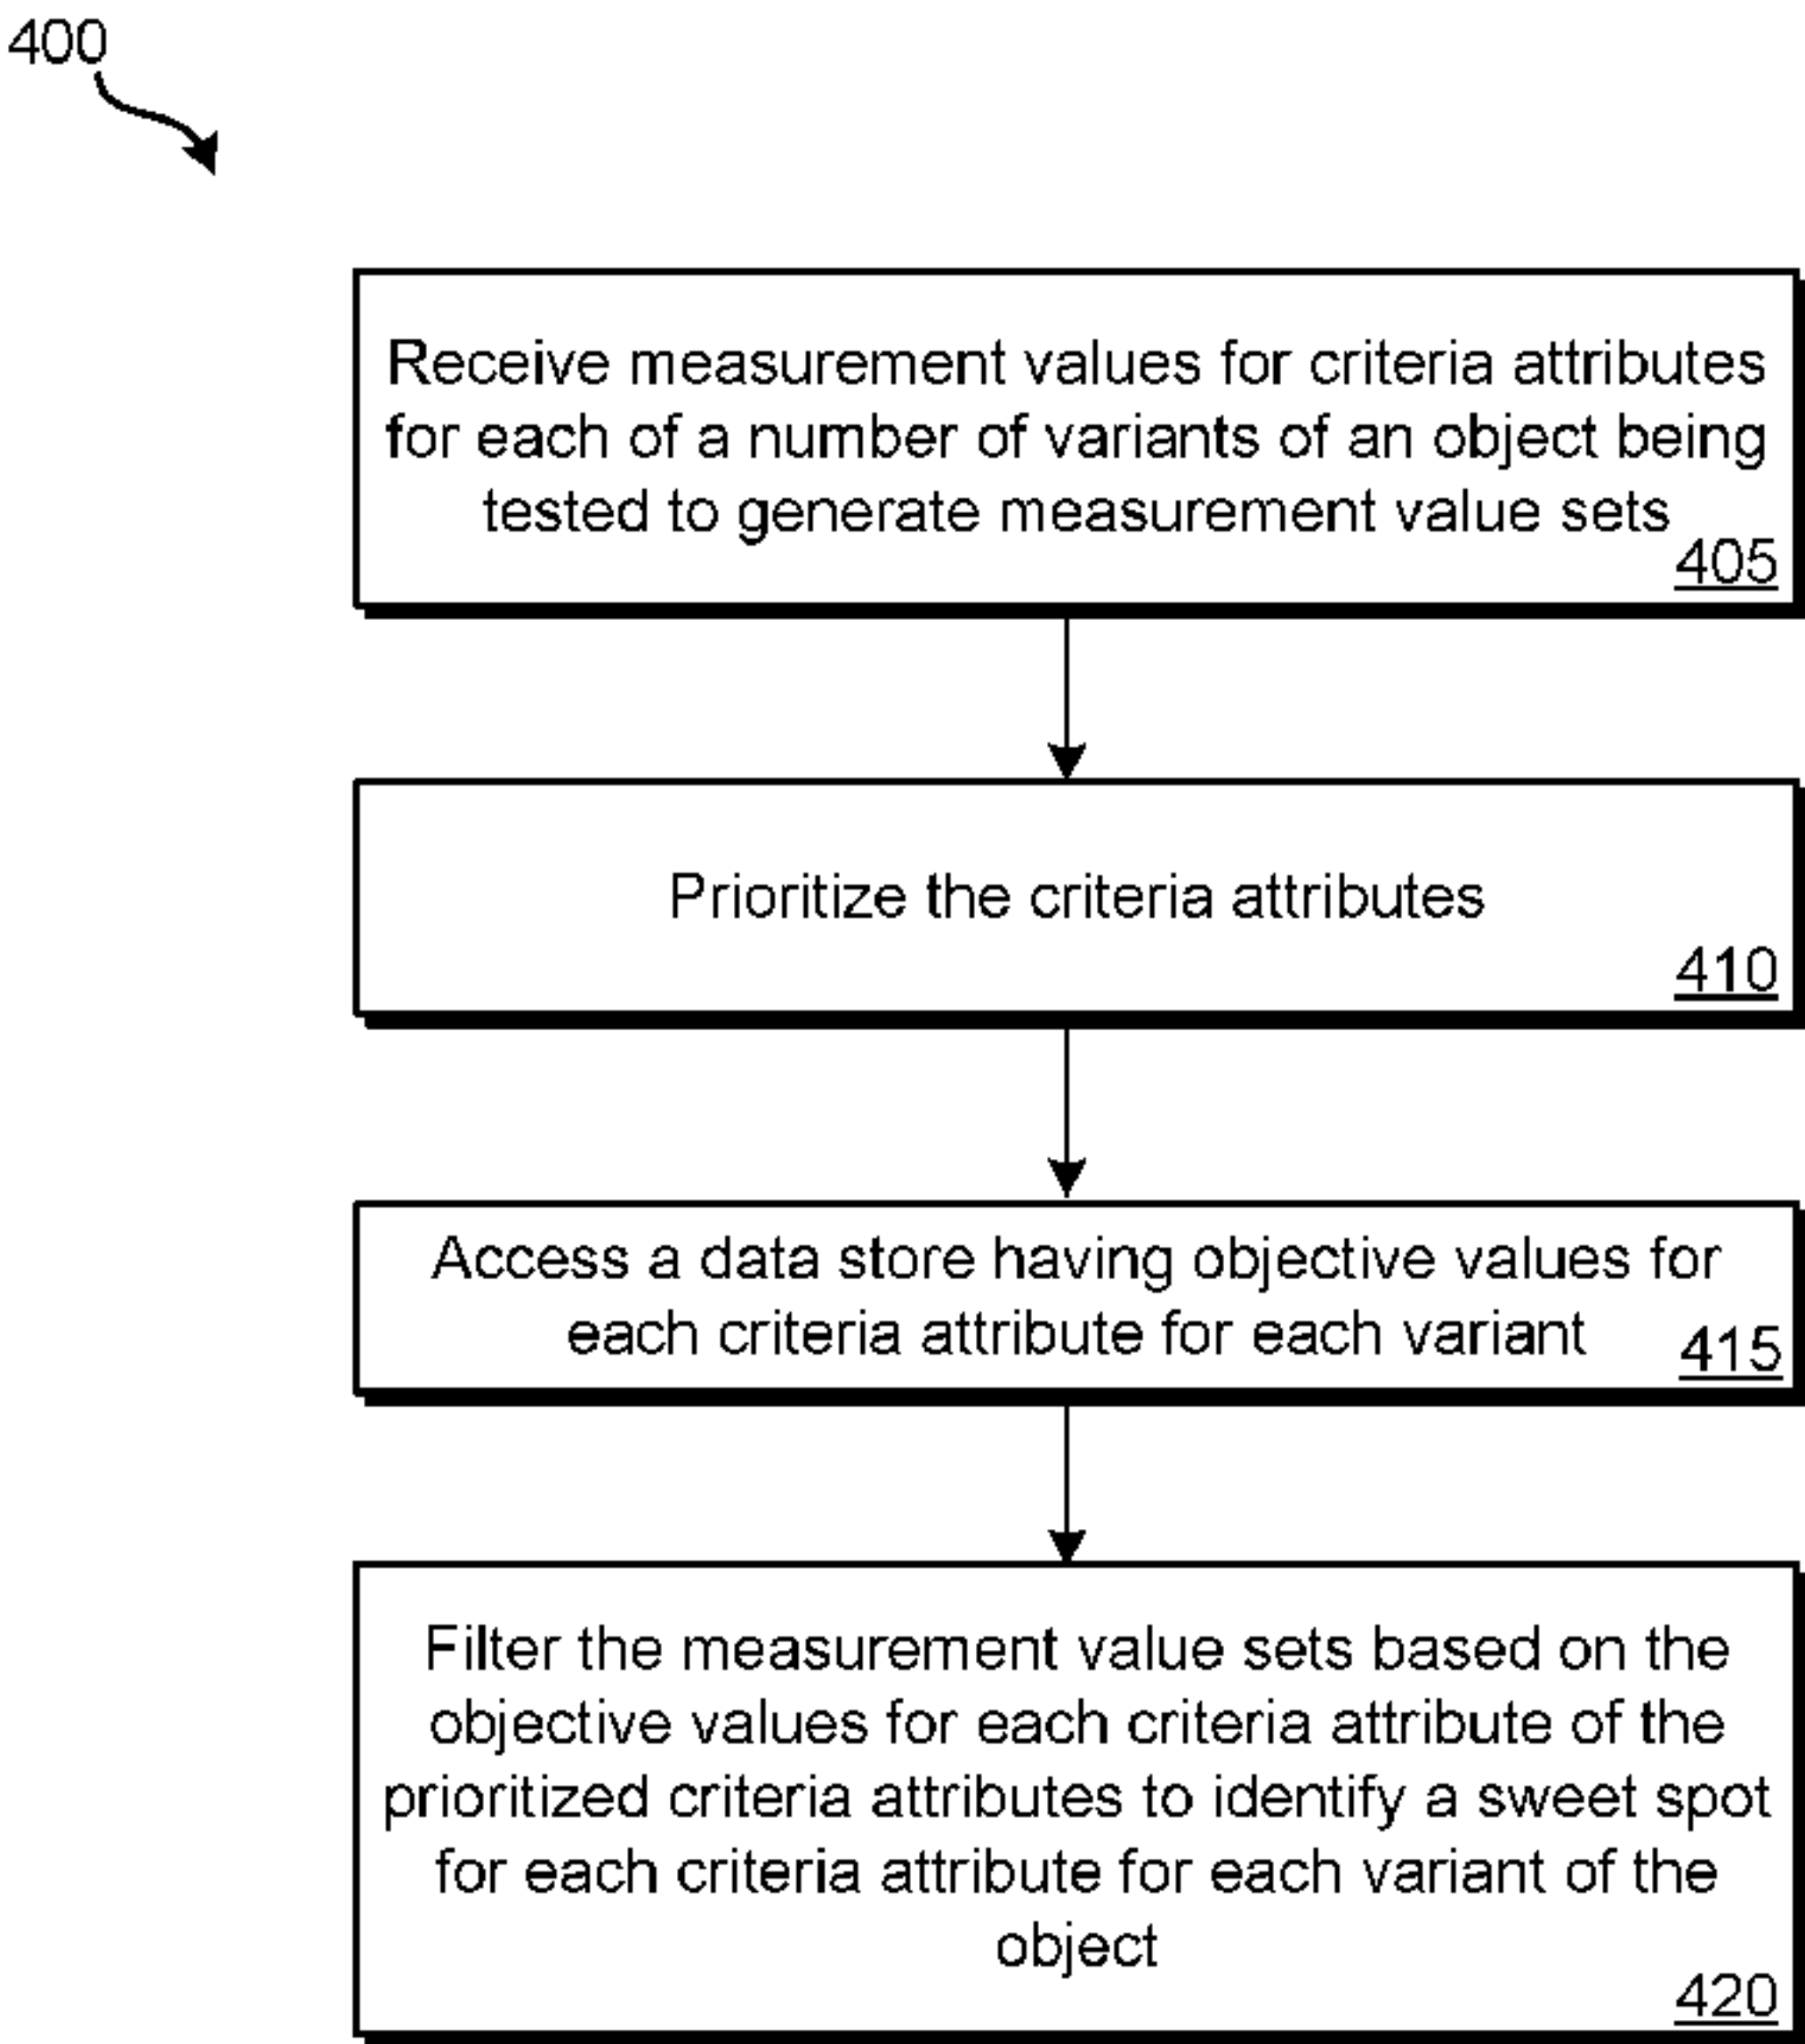 400
Receive measurement values for criteria attributes
for each of a number of variants of an object being
tested to generate measurement value sets
405
Prioritize the criteria attributes
410
Access a data store having objective values for
each criteria attribute for each variant
415
Filter the measurement value sets based on the
objective values for each criteria attribute of the
prioritized criteria attributes to identify a sweet spot
for each criteria attribute for each variant of the
object
420